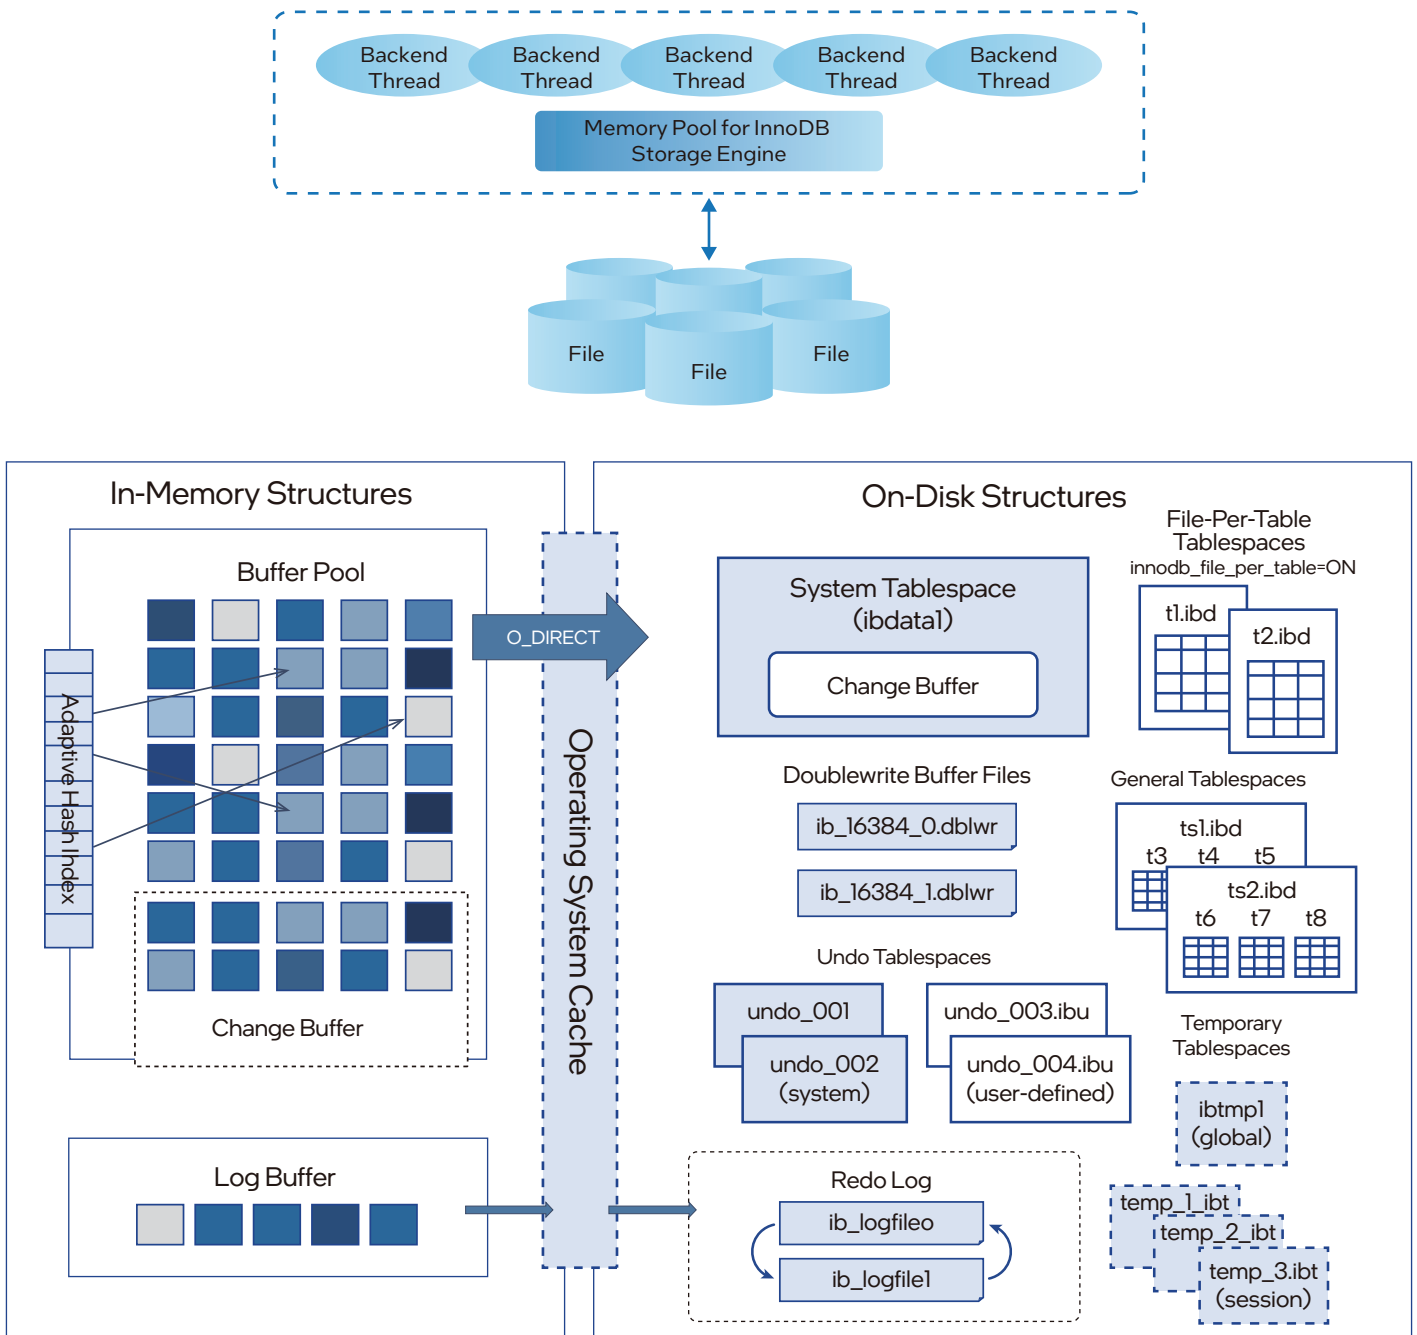 Backend
Thread
Backend
Thread
Backend
Thread
Backend
Thread
Backend
Thread
Memory Pool for InnoDB
Storage Engine
File
File
File
In-Memory Structures
Buffer Pool
Adaptive Hash Index
Change Buffer
Log Buffer
O_DIRECT
Operating System Cache
On-Disk Structures
System Tablespace
(ibdata1)
Change Buffer
Doublewrite Buffer Files
ib_16384_0.dblwr
ib_16384_1.dblwr
Undo Tablespaces
undo_001
undo_002
(system)
undo_003.ibu
undo_004.ibu
(user-defined)
Redo Log
ib_logfileo
ib_logfile1
File-Per-Table
Tablespaces
innodb_file_per_table=ON
t1.ibd
t2.ibd
General Tablespaces
ts1.ibd
t3 t4 t5
ts2.ibd
t6 t7 t8
Temporary
Tablespaces
ibtmp1
(global)
temp_1_ibt
temp_2_ibt
temp_3.ibt
(session)